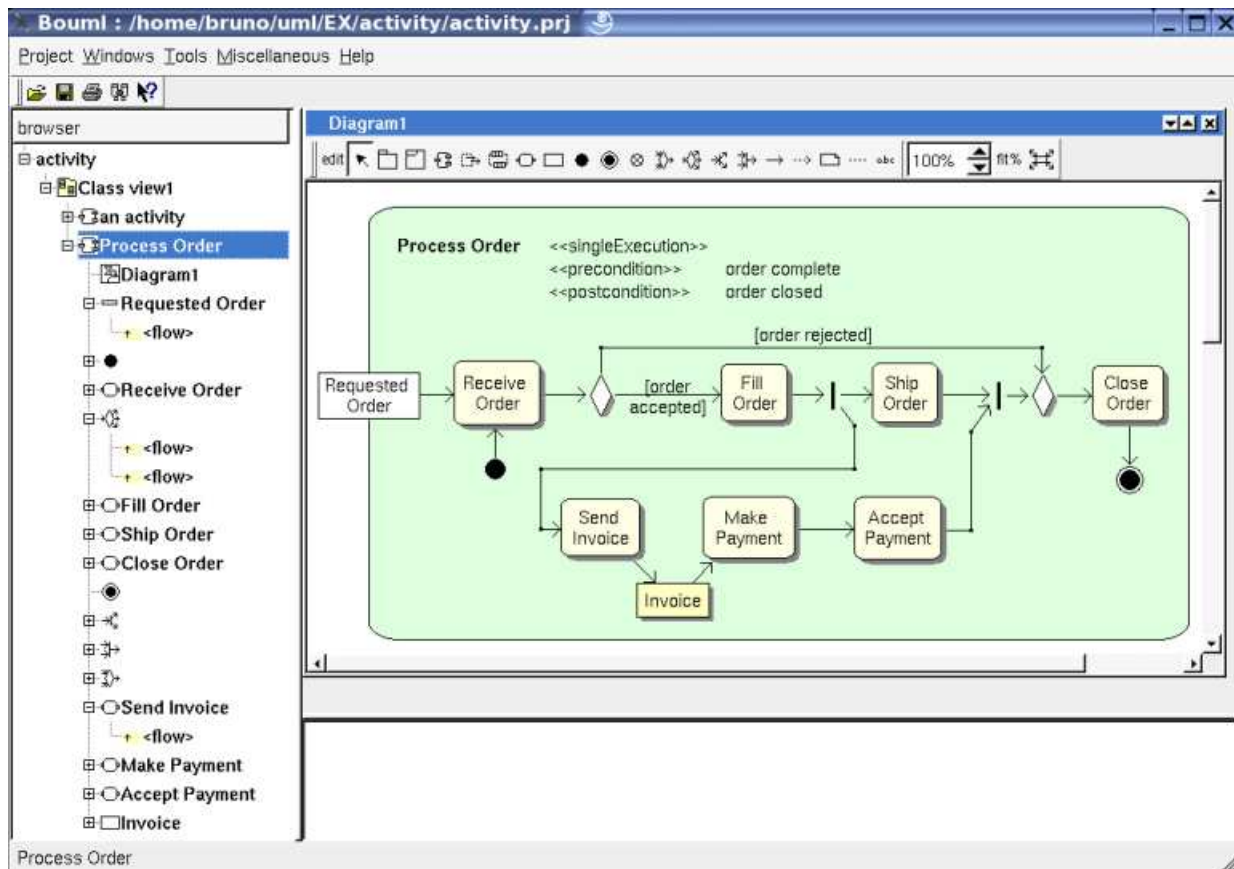 Bouml : /home/bruno/uml/EX/activity/activity.prj
Project Windows Tools Miscellaneous Help
browser
activity
Class view1
an activity
Process Order
Diagram1
Requested Order
<flow>
Receive Order
<flow>
<flow>
Fill Order
Ship Order
Close Order
Send Invoice
<flow>
Make Payment
Accept Payment
Invoice
Diagram1
edit
abc
100%
fit%
Process Order <<singleExecution>>
<<precondition>> order complete
<<postcondition>> order closed
[order rejected]
Requested
Order
Receive
Order
[order
accepted]
Fill
Order
Ship
Order
Close
Order
Send
Invoice
Make
Payment
Accept
Payment
Invoice
Process Order